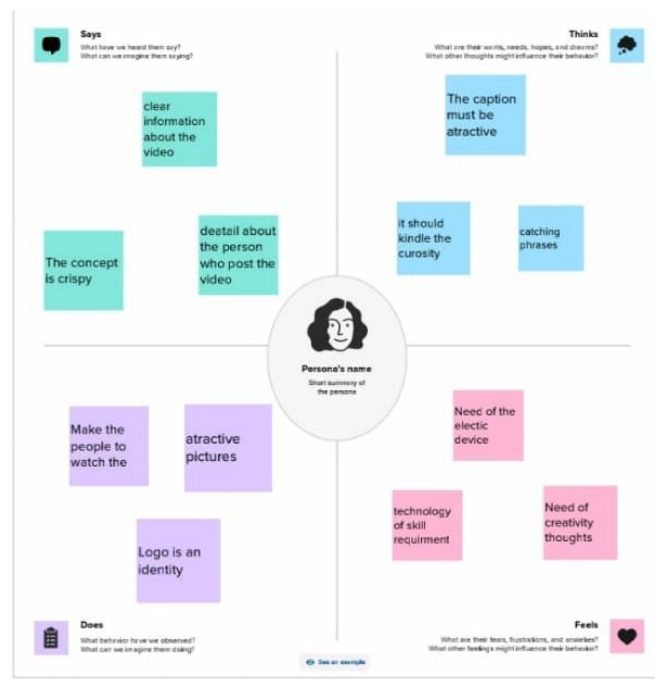 Says
What have we heard them say?
What can we imagine them saying?
Thinks
What are their wants, needs, hopes, and dreams?
What other thoughts might influence their behavior?
clear
information
about the
video
The caption
must be
atractive
The concept
is crispy
deatail about
the person
who post the
video
it should
kindle the
curosity
catching
phrases
Persona's name
Short summary of
the persona
Make the
people to
watch the
atractive
pictures
Logo is an
identity
Need of the
electic
device
technology
of skill
requirment
Need of
creativity
thoughts
Does
What behavior have we observed?
What can we imagine them doing?
Feels
What are their fears, frustrations, and anxieties?
What other feelings might influence their behavior?
See an example